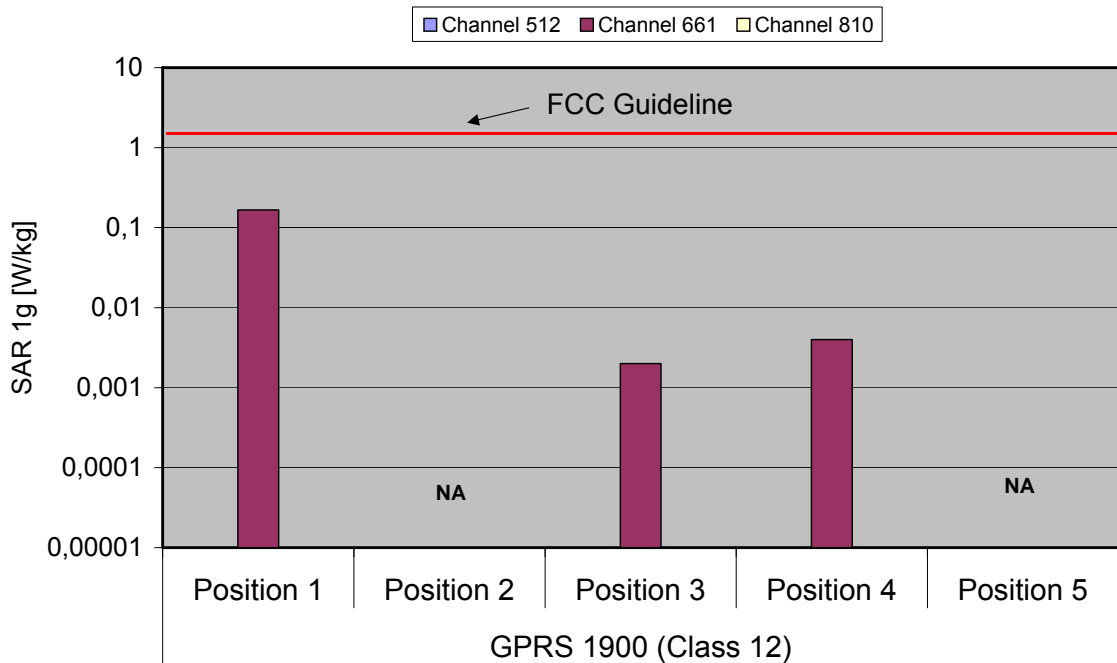 Channel 512 Channel 661 Channel 810
10
FCC Guideline
1
0,1
0,01
0,001
0,0001
0,00001
SAR 1g [W/kg]
NA
NA
Position 1 Position 2 Position 3 Position 4 Position 5
GPRS 1900 (Class 12)